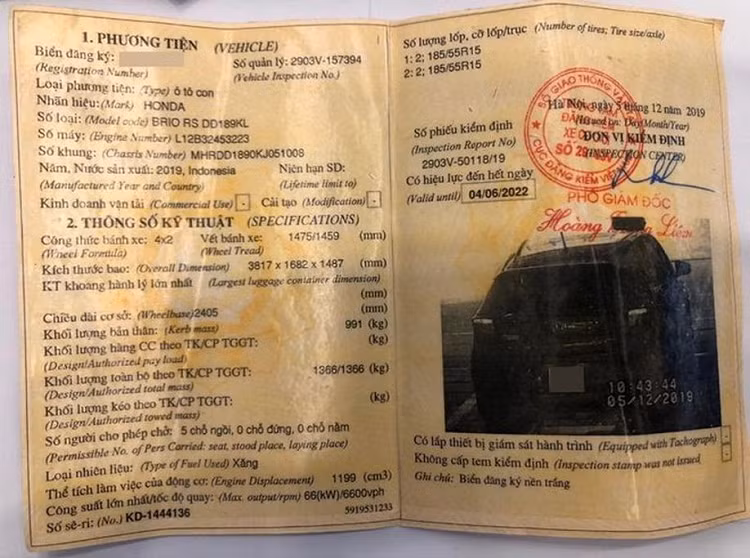 1. PHƯƠNG TIỆN (VEHICLE)
Biển đăng ký:
(Registration Number)
Số quản lý: 2903V-157394
(Vehicle Inspection No.)
Loại phương tiện: (Type) ô tô con
Nhãn hiệu: (Mark) HONDA
Số loại: (Model code) BRIO RS DD189KL
Số máy: (Engine Number) L12B32453223
Số khung: (Chassis Number) MHRDD1890KJ051008
Năm, Nước sản xuất: 2019, Indonesia
(Manufactured Year and Country)
Niên hạn SD:
(Lifetime limit to)
Kinh doanh vận tải (Commercial Use) - Cải tạo (Modification) -
2. THÔNG SỐ KỸ THUẬT (SPECIFICATIONS)
Công thức bánh xe: 4x2
(Wheel Formula)
Vết bánh xe: 1475/1459 (mm)
(Wheel Tread)
Kích thước bao: (Overall Dimension) 3817 x 1682 x 1487 (mm)
KT khoang hành lý lớn nhất (Largest luggage container dimension)
(mm)
Chiều dài cơ sở: (Wheelbase) 2405 (mm)
Khối lượng bản thân: (Kerb mass) 991 (kg)
Khối lượng hàng CC theo TK/CP TGGT: (kg)
(Design/Authorized pay load)
Khối lượng toàn bộ theo TK/CP TGGT: 1366/1366 (kg)
(Design/Authorized total mass)
Khối lượng kéo theo TK/CP TGGT: (kg)
(Design/Authorized towed mass)
Số người cho phép chở: 5 chỗ ngồi, 0 chỗ đứng, 0 chỗ nằm
(Permissible No. of Pers Carried: seat, stood place, laying place)
Loại nhiên liệu: (Type of Fuel Used) Xăng
Thể tích làm việc của động cơ: (Engine Displacement) 1199 (cm3)
Công suất lớn nhất/tốc độ quay: (Max. output/rpm) 66(kW)/6600vph
Số sê-ri: (No.) KD-1444136 5919531233
Số lượng lốp, cỡ lốp/trục (Number of tires; Tire size/axle)
1: 2; 185/55R15
2: 2; 185/55R15
Hà Nội, ngày 5 tháng 12 năm 2019
(Issued on: Day/Month/Year)
ĐƠN VỊ KIỂM ĐỊNH
(INSPECTION CENTER)
SỞ GIAO THÔNG VẬN
ĐĂNG
XE C
SỐ 29
CỤC ĐĂNG KIỂM VIỆT
Số phiếu kiểm định
(Inspection Report No)
2903V-50118/19
Có hiệu lực đến hết ngày
(Valid until) 04/06/2022
PHÓ GIÁM ĐỐC
Hoàng
10:43:44
05/12/2019
Có lắp thiết bị giám sát hành trình (Equipped with Tachograph) -
Không cấp tem kiểm định (Inspection stamp was not issued -
Ghi chú: Biển đăng ký nền trắng